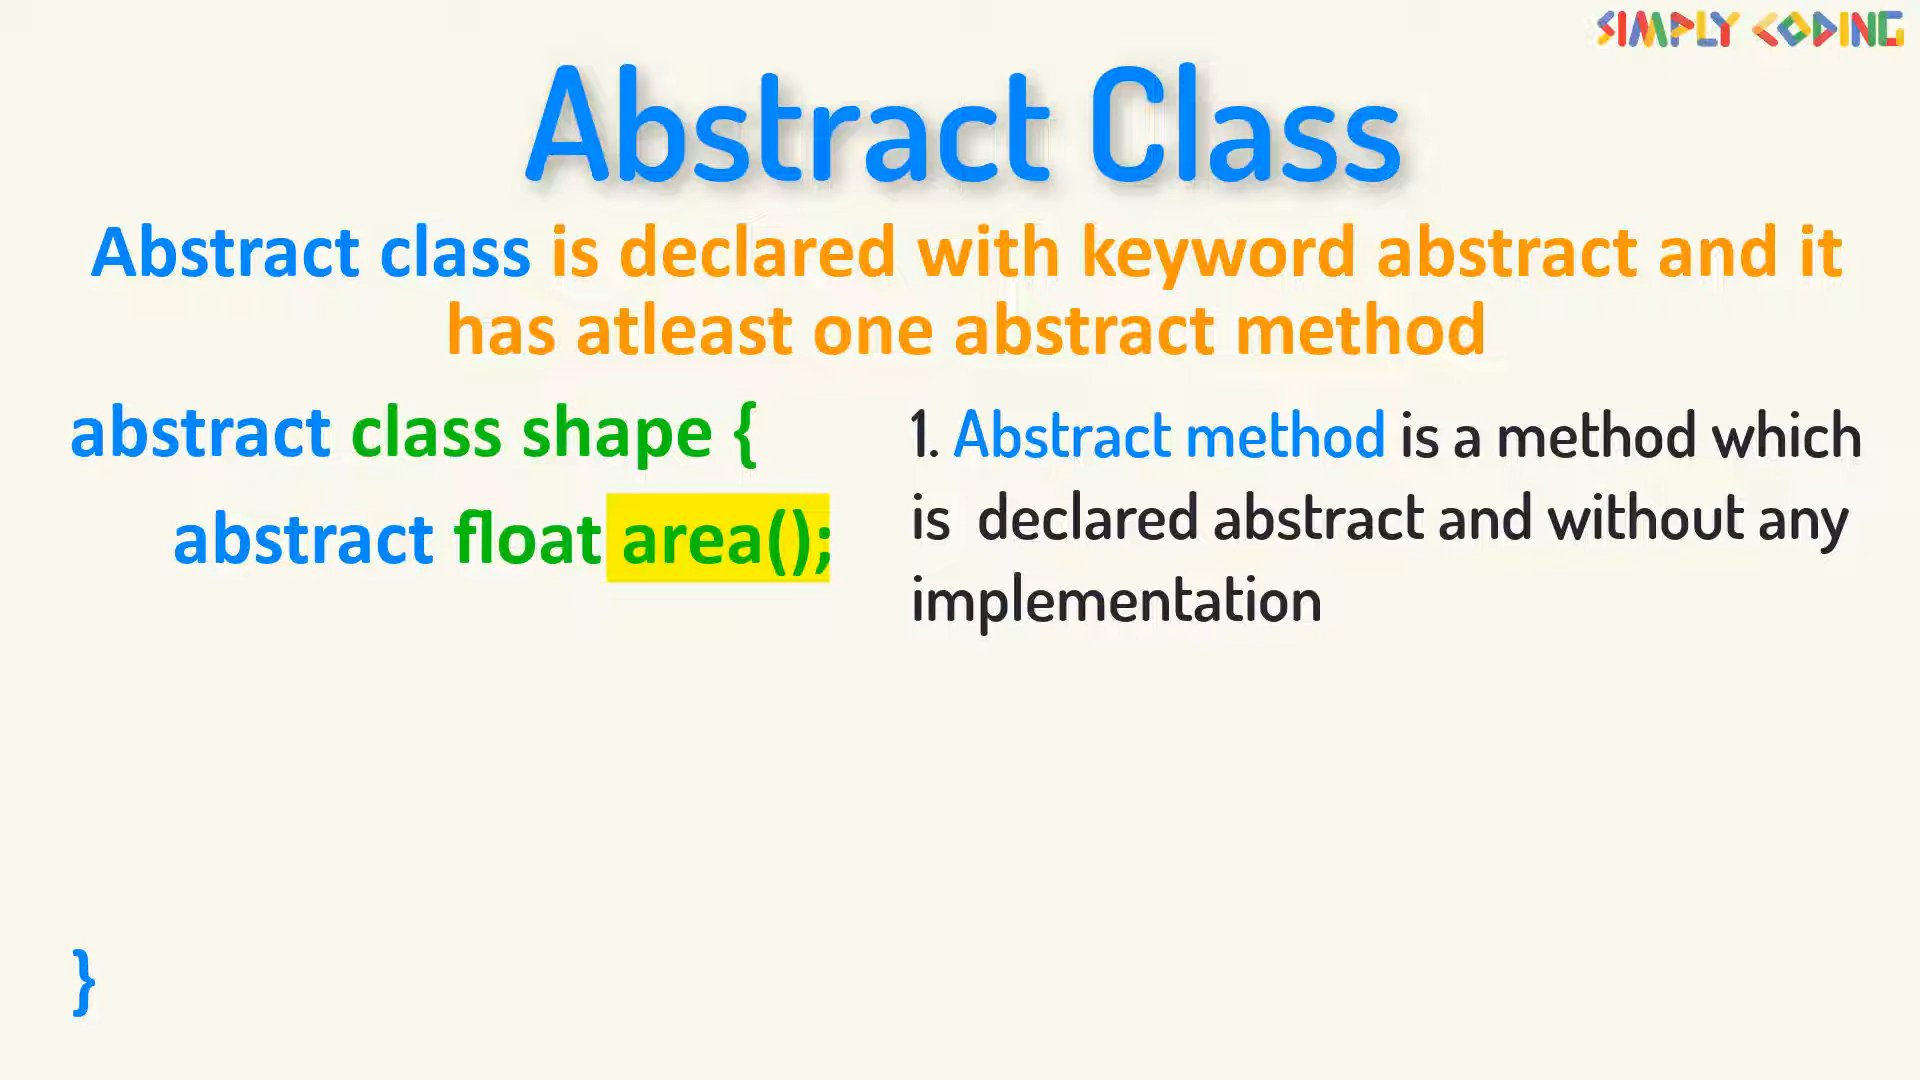 SIMPLY CODING
Abstract Class
Abstract class is declared with keyword abstract and it
has atleast one abstract method
abstract class shape {
abstract float area();
}
1. Abstract method is a method which
is declared abstract and without any
implementation